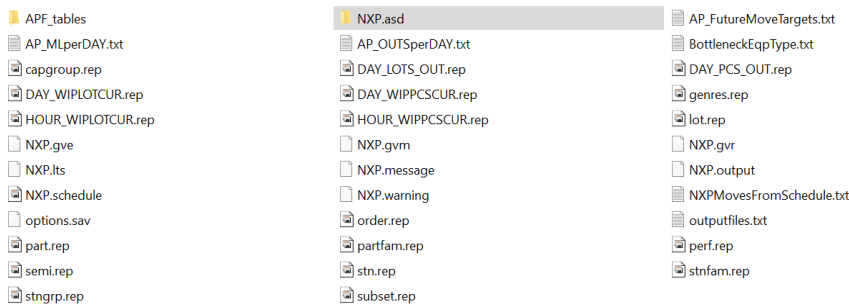 APF_tables NXP.asd AP_FutureMoveTargets.txt
AP_MLperDAY.txt AP_OUTSperDAY.txt BottleneckEqpType.txt
capgroup.rep DAY_LOTS_OUT.rep DAY_PCS_OUT.rep
DAY_WIPLOTCUR.rep DAY_WIPPCSCUR.rep genres.rep
HOUR_WIPLOTCUR.rep HOUR_WIPPCSCUR.rep lot.rep
NXP.gve NXP.gvm NXP.gvr
NXP.lts NXP.message NXP.output
NXP.schedule NXP.warning NXPMovesFromSchedule.txt
options.sav order.rep outputfiles.txt
part.rep partfam.rep perf.rep
semi.rep stn.rep stnfam.rep
stngrp.rep subset.rep